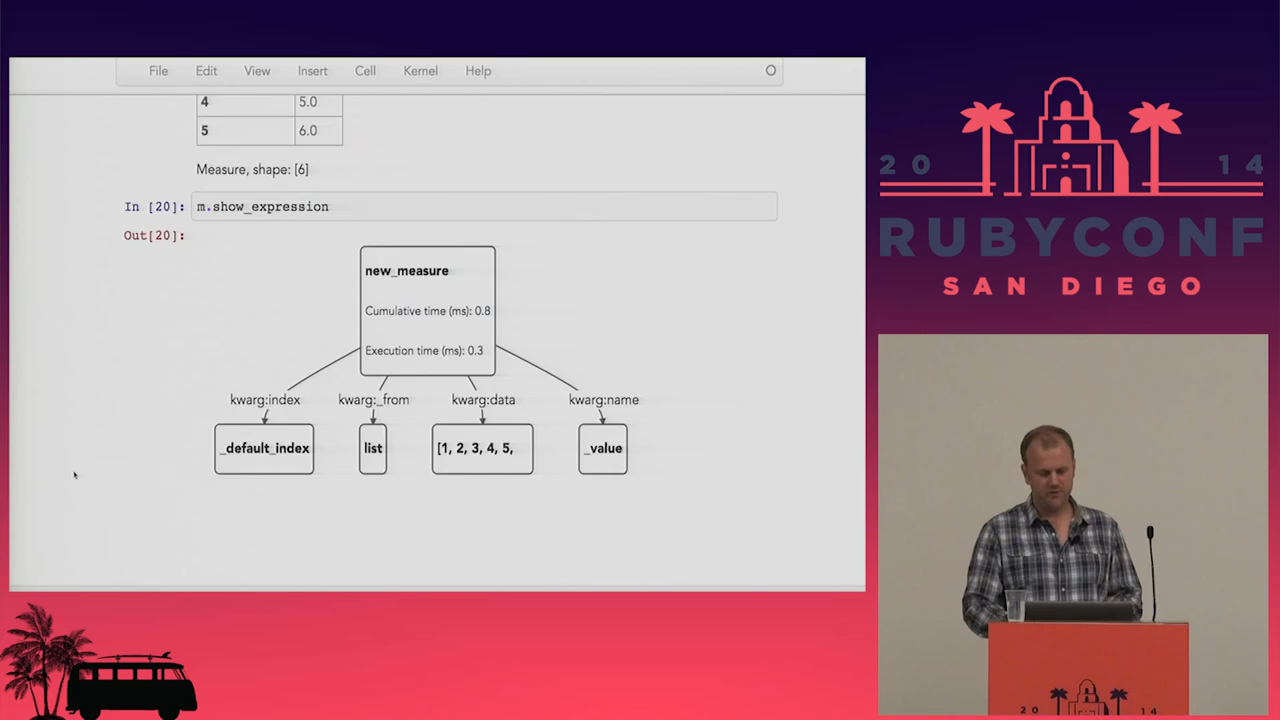 File Edit View Insert Cell Kernel Help
4 5.0
5 6.0
Measure, shape: [6]
In [20]: m.show_expression
Out[20]:
new_measure
Cumulative time (ms): 0.8
Execution time (ms): 0.3
kwarg:index kwarg:_from kwarg:data kwarg:name
_default_index list [1, 2, 3, 4, 5, _value
20 14
RUBYCONF
SAN DIEGO
20 14